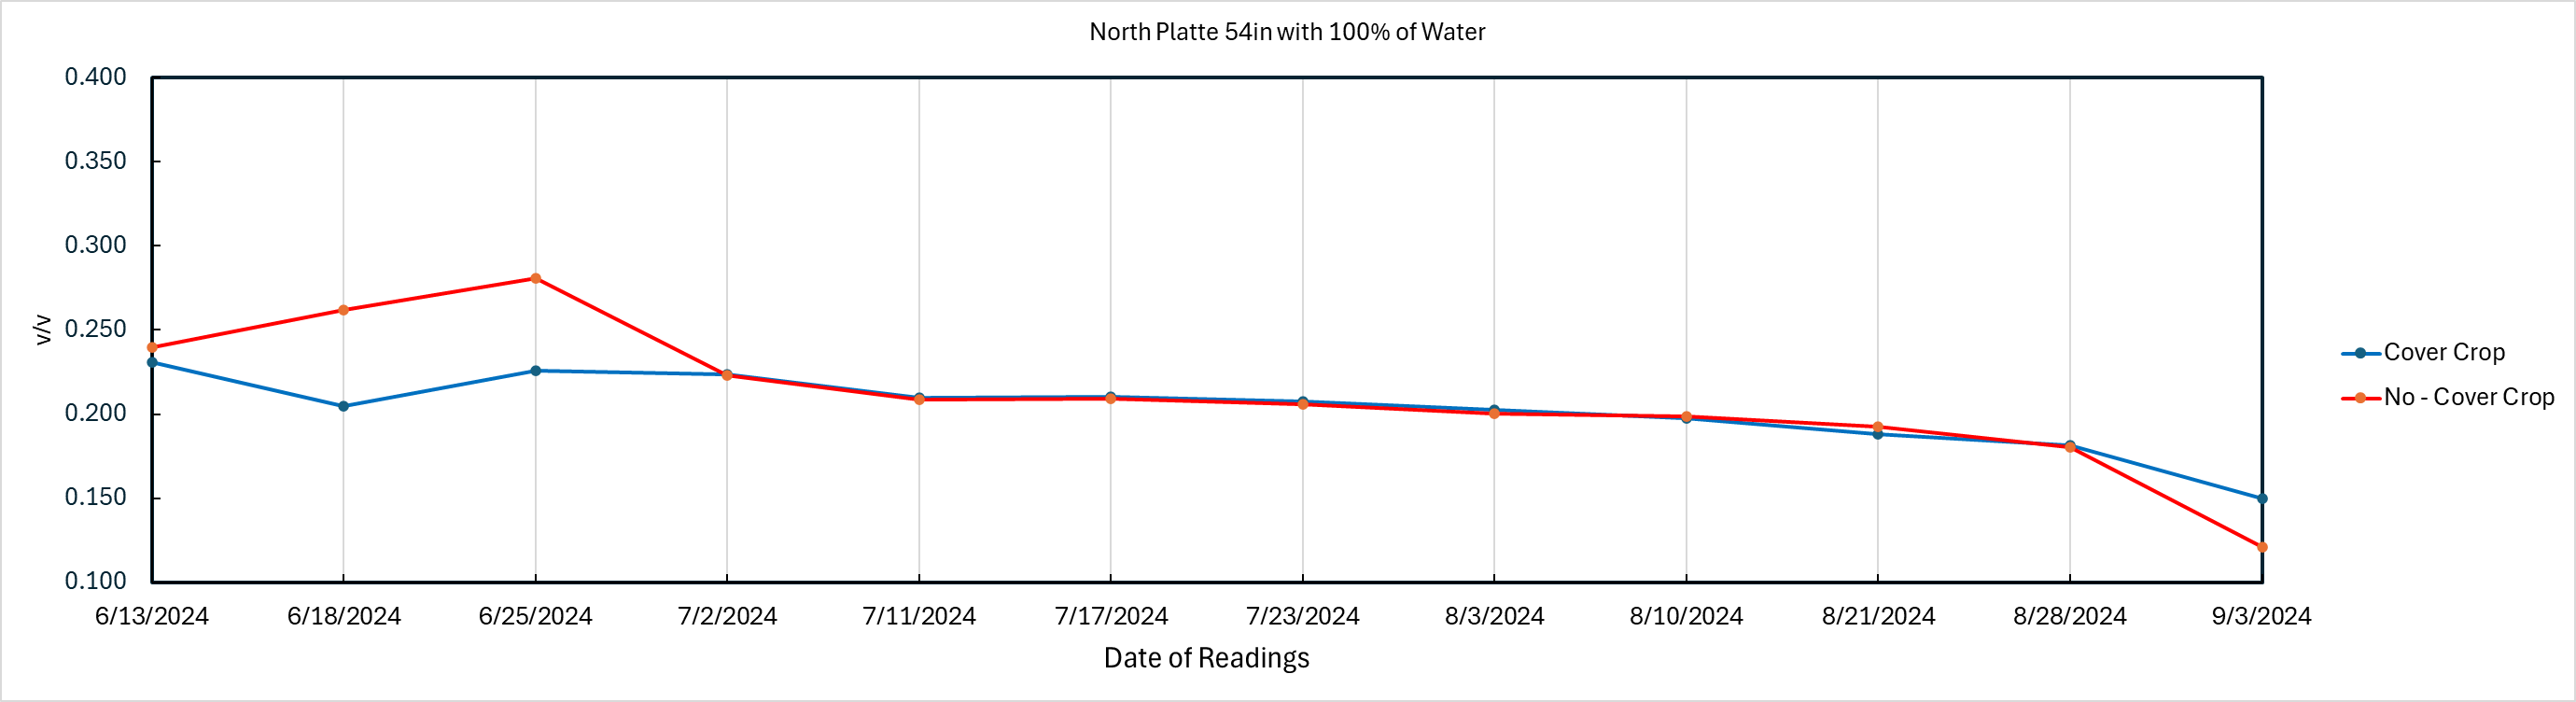 North Platte 54in with 100% of Water
0.400
0.350
0.300
0.250
0.200
0.150
0.100
v/v
6/13/2024 6/18/2024 6/25/2024 7/2/2024 7/11/2024 7/17/2024 7/23/2024 8/3/2024 8/10/2024 8/21/2024 8/28/2024 9/3/2024
Date of Readings
Cover Crop
No - Cover Crop